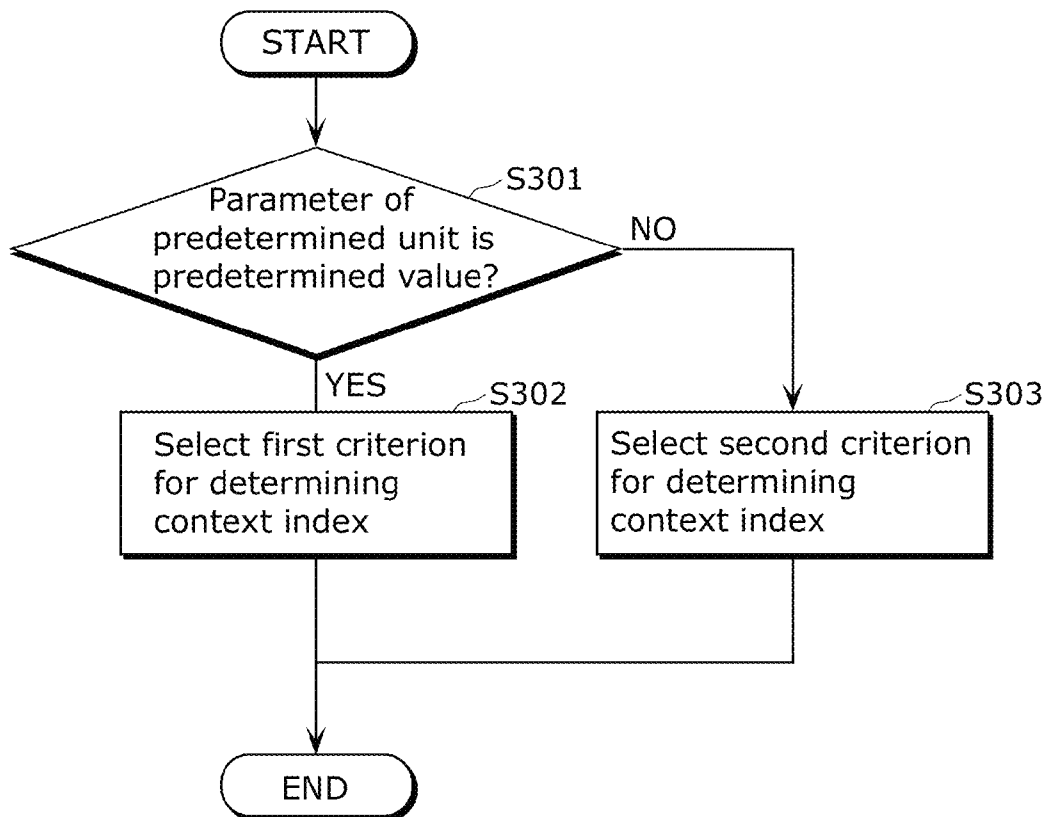 START
S301
Parameter of
predetermined unit is
predetermined value?
NO
YES
S302
Select first criterion
for determining
context index
S303
Select second criterion
for determining
context index
END